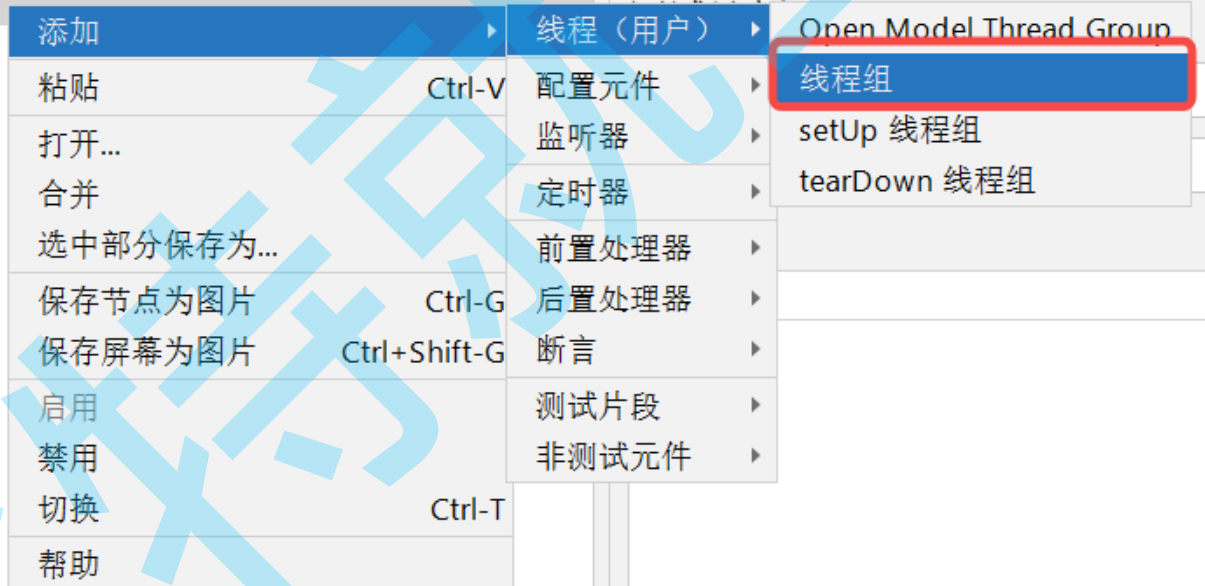 添加
粘贴 Ctrl-V
打开...
合并
选中部分保存为...
保存节点为图片 Ctrl-G
保存屏幕为图片 Ctrl+Shift-G
启用
禁用
切换 Ctrl-T
帮助
线程（用户）
配置元件
监听器
定时器
前置处理器
后置处理器
断言
测试片段
非测试元件
Open Model Thread Group
线程组
setUp 线程组
tearDown 线程组